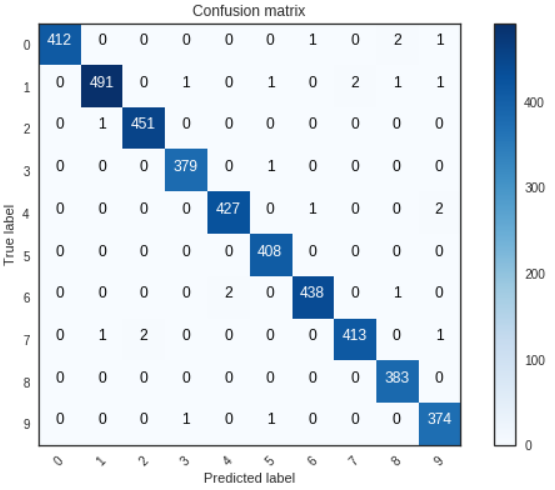 Confusion matrix
0 412 0 0 0 0 0 1 0 2 1
1 0 491 0 1 0 1 0 2 1 1
2 0 1 451 0 0 0 0 0 0 0
3 0 0 0 379 0 1 0 0 0 0
4 0 0 0 0 427 0 1 0 0 2
5 0 0 0 0 0 408 0 0 0 0
6 0 0 0 0 2 0 438 0 1 0
7 0 1 2 0 0 0 0 413 0 1
8 0 0 0 0 0 0 0 0 383 0
9 0 0 0 1 0 1 0 0 0 374
0 1 2 3 4 5 6 7 8 9
True label
Predicted label
400
300
200
100
0